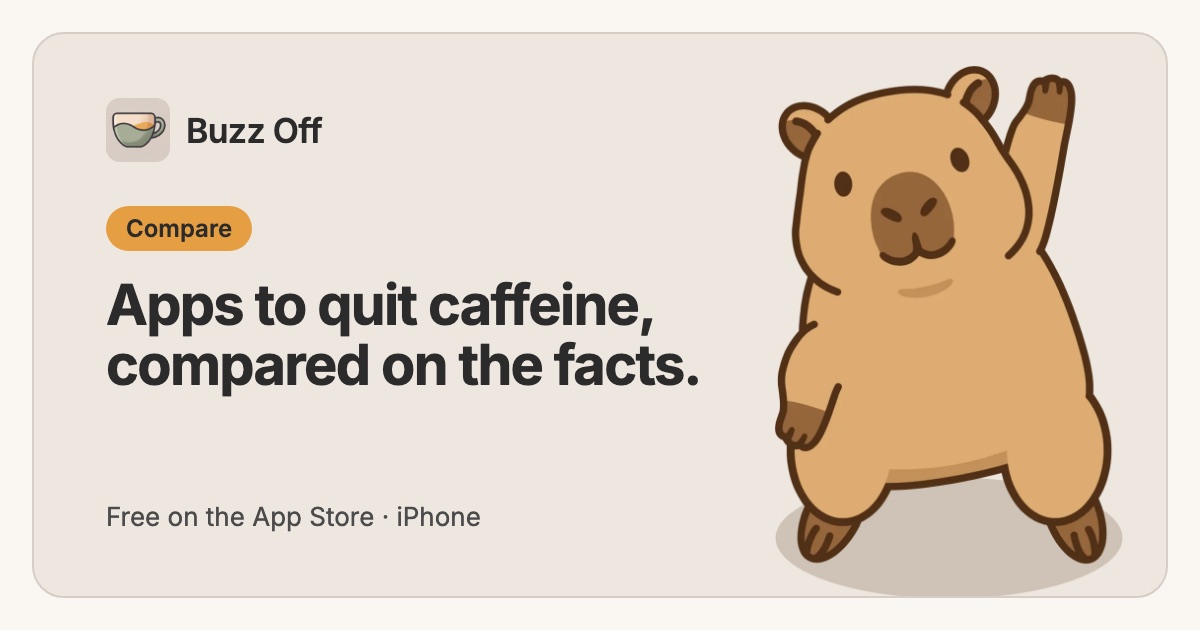 Buzz Off
Compare
Apps to quit caffeine,
compared on the facts.
Free on the App Store · iPhone